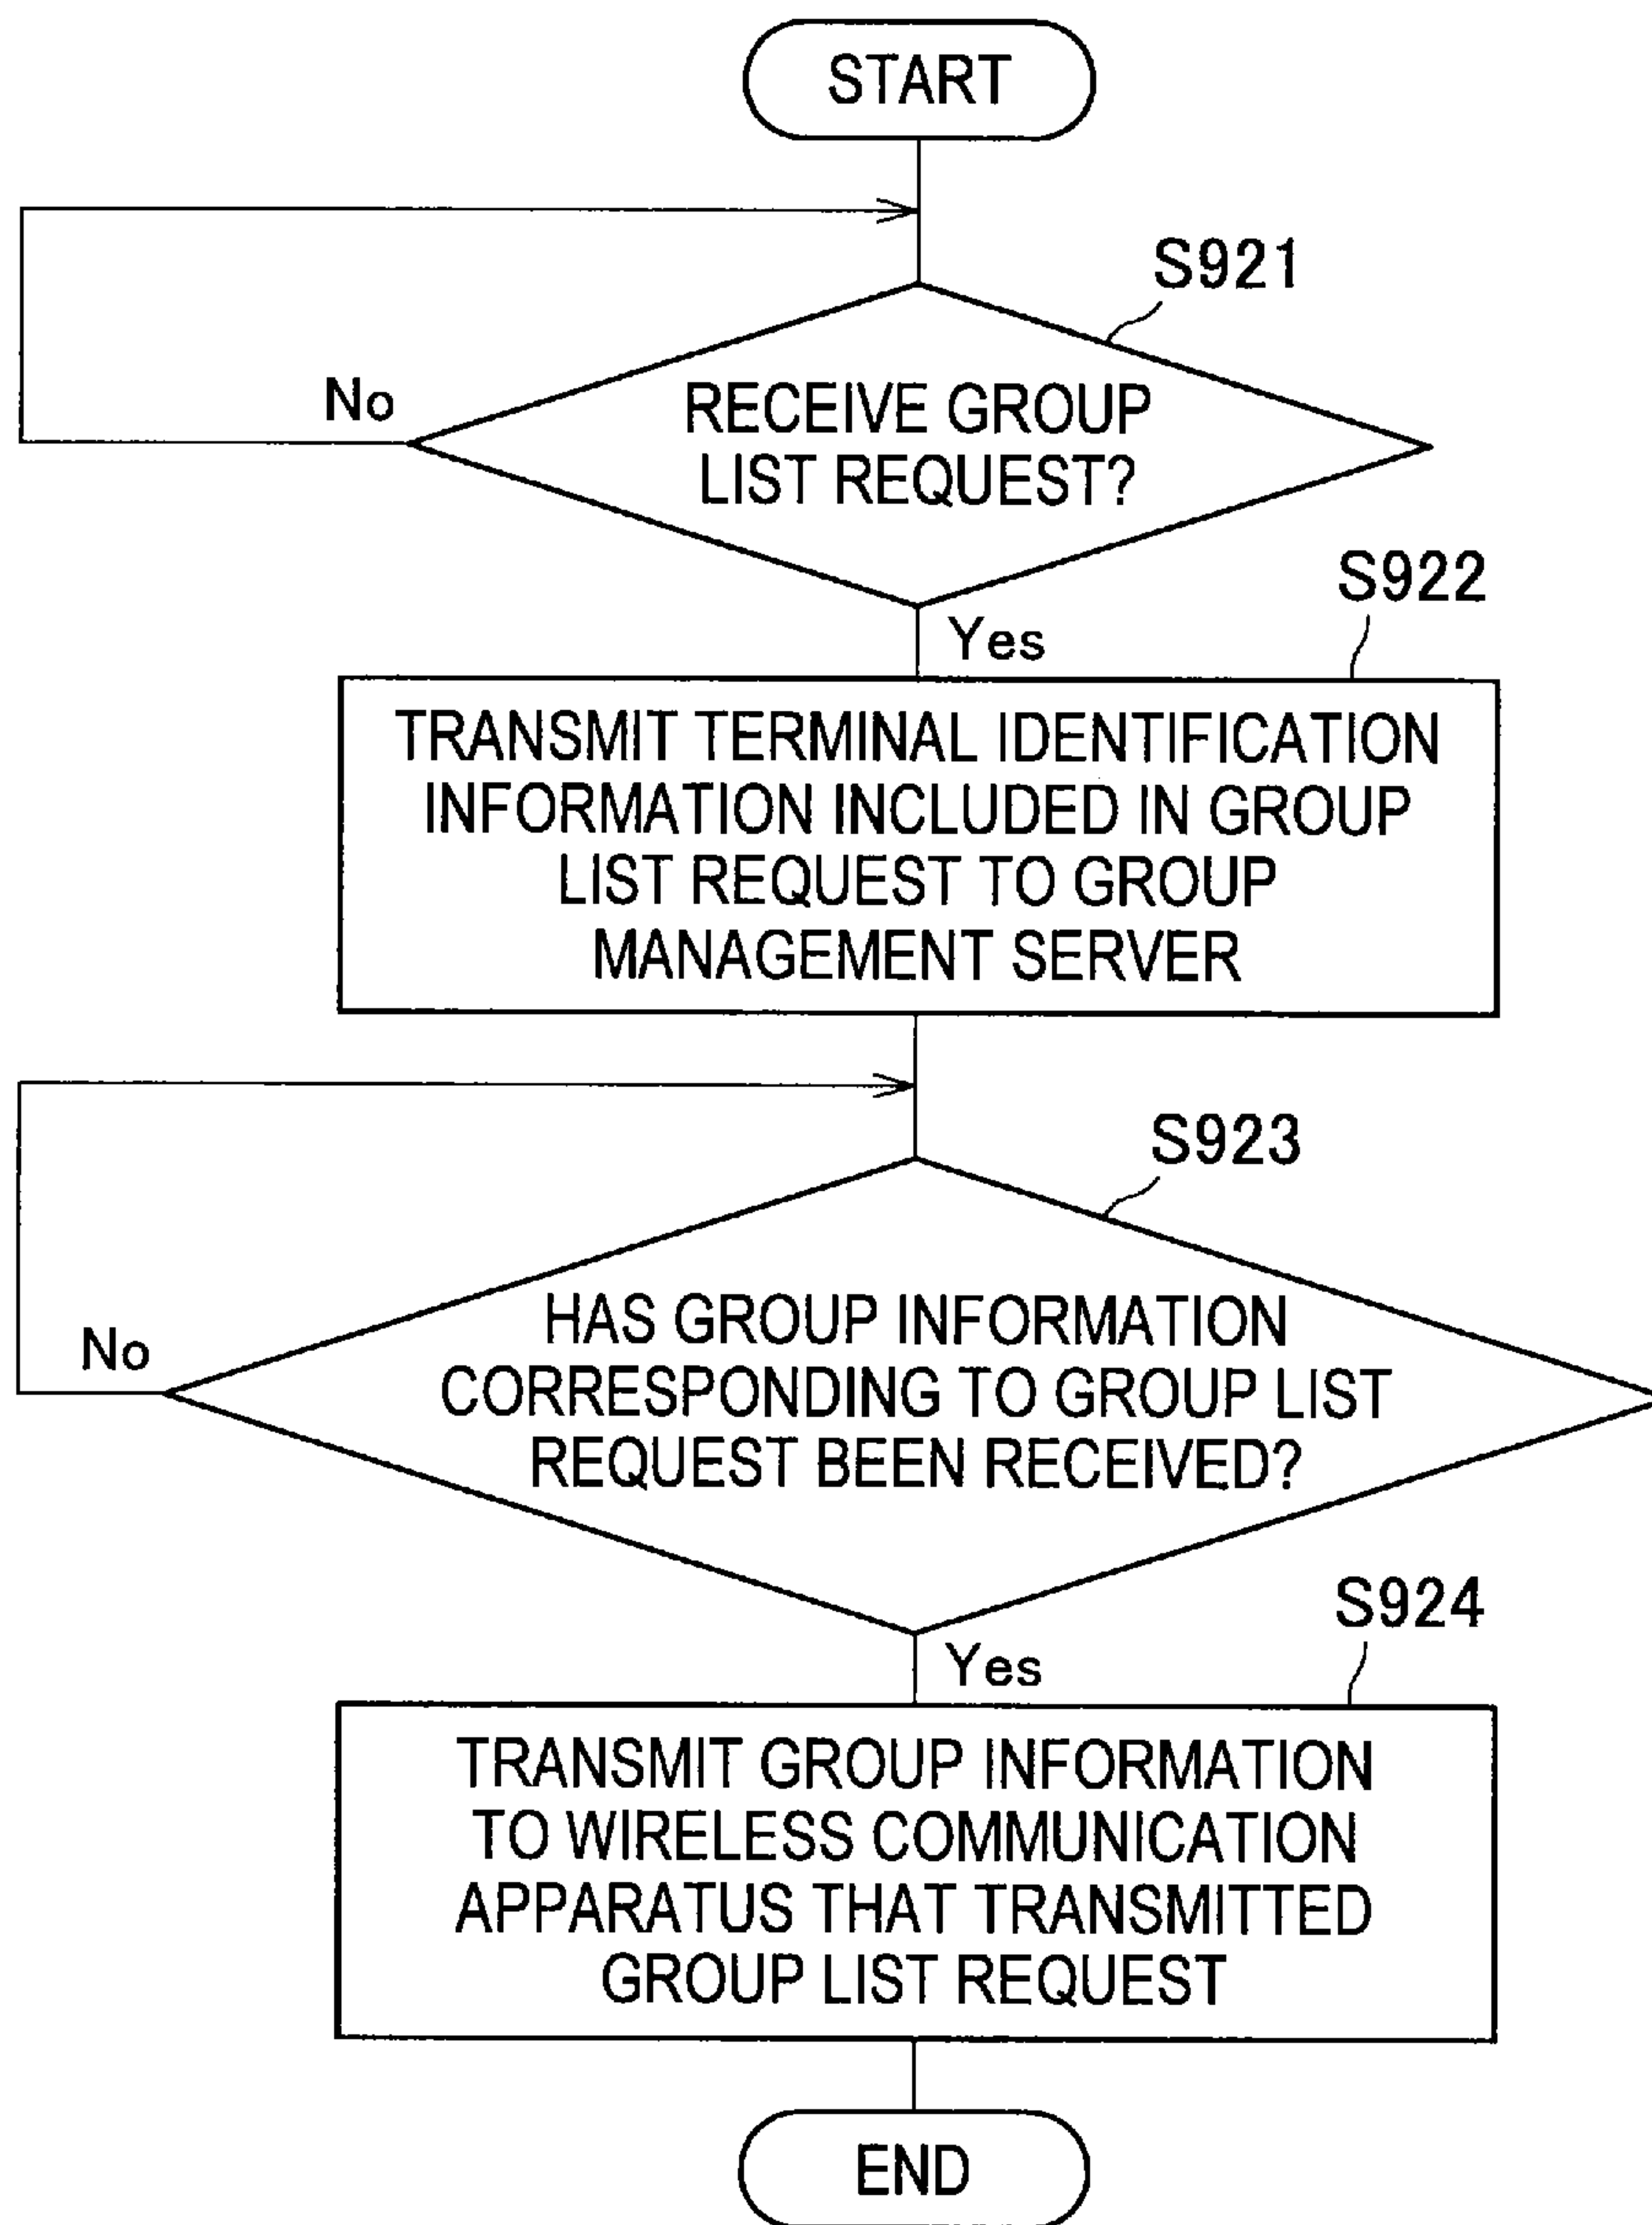 START
S921
No
RECEIVE GROUP
LIST REQUEST?
S922
Yes
TRANSMIT TERMINAL IDENTIFICATION
INFORMATION INCLUDED IN GROUP
LIST REQUEST TO GROUP
MANAGEMENT SERVER
S923
HAS GROUP INFORMATION
No
CORRESPONDING TO GROUP LIST
REQUEST BEEN RECEIVED?
S924
Yes
TRANSMIT GROUP INFORMATION
TO WIRELESS COMMUNICATION
APPARATUS THAT TRANSMITTED
GROUP LIST REQUEST
END